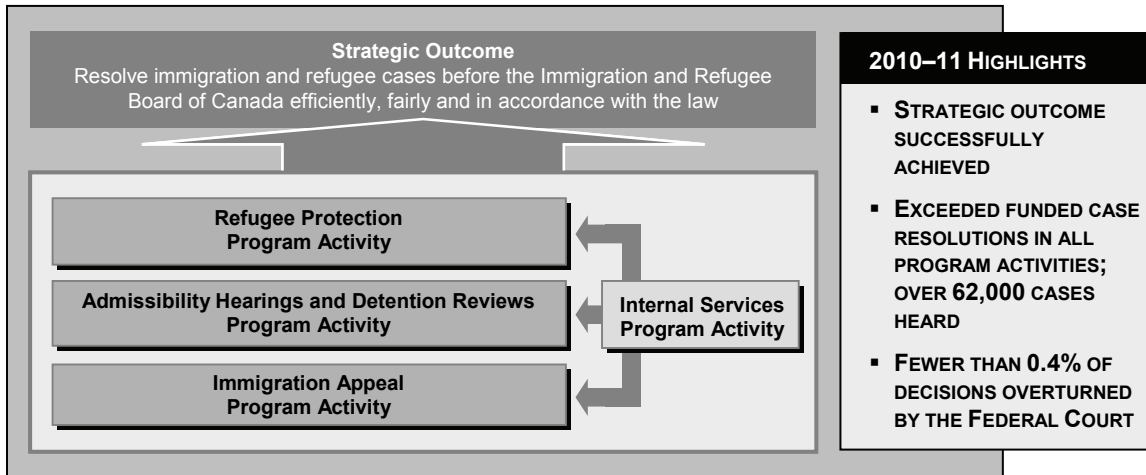 Strategic Outcome
Resolve immigration and refugee cases before the Immigration and Refugee
Board of Canada efficiently, fairly and in accordance with the law
Refugee Protection
Program Activity
Admissibility Hearings and Detention Reviews
Program Activity
Immigration Appeal
Program Activity
Internal Services
Program Activity
2010–11 HIGHLIGHTS
▪ STRATEGIC OUTCOME
SUCCESSFULLY
ACHIEVED
▪ EXCEEDED FUNDED CASE
RESOLUTIONS IN ALL
PROGRAM ACTIVITIES;
OVER 62,000 CASES
HEARD
▪ FEWER THAN 0.4% OF
DECISIONS OVERTURNED
BY THE FEDERAL COURT